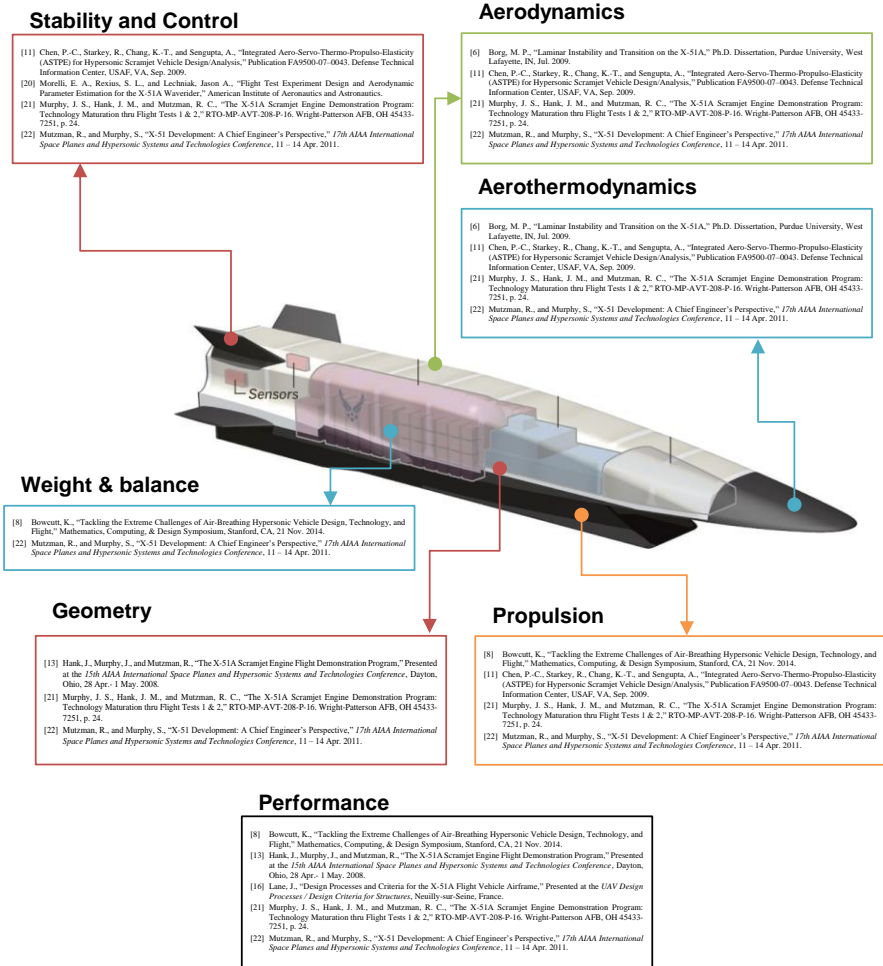 Stability and Control
[11] Chen, P.-C., Starkey, R., Chang, K.-T., and Sengupta, A., “Integrated Aero-Servo-Thermo-Propulso-Elasticity
(ASTPE) for Hypersonic Scramjet Vehicle Design/Analysis,” Publication FA9500-07–0043. Defense Technical
Information Center, USAF, VA, Sep. 2009.
[20] Morelli, E. A., Rexius, S. L., and Lechniak, Jason A., “Flight Test Experiment Design and Aerodynamic
Parameter Estimation for the X-51A Waverider,” American Institute of Aeronautics and Astronautics.
[21] Murphy, J. S., Hank, J. M., and Mutzman, R. C., “The X-51A Scramjet Engine Demonstration Program:
Technology Maturation thru Flight Tests 1 & 2,” RTO-MP-AVT-208-P-16. Wright-Patterson AFB, OH 45433-
7251, p. 24.
[22] Mutzman, R., and Murphy, S., “X-51 Development: A Chief Engineer’s Perspective,” 17th AIAA International
Space Planes and Hypersonic Systems and Technologies Conference, 11 – 14 Apr. 2011.
Aerodynamics
[6] Borg, M. P., “Laminar Instability and Transition on the X-51A,” Ph.D. Dissertation, Purdue University, West
Lafayette, IN, Jul. 2009.
[11] Chen, P.-C., Starkey, R., Chang, K.-T., and Sengupta, A., “Integrated Aero-Servo-Thermo-Propulso-Elasticity
(ASTPE) for Hypersonic Scramjet Vehicle Design/Analysis,” Publication FA9500-07–0043. Defense Technical
Information Center, USAF, VA, Sep. 2009.
[21] Murphy, J. S., Hank, J. M., and Mutzman, R. C., “The X-51A Scramjet Engine Demonstration Program:
Technology Maturation thru Flight Tests 1 & 2,” RTO-MP-AVT-208-P-16. Wright-Patterson AFB, OH 45433-
7251, p. 24.
[22] Mutzman, R., and Murphy, S., “X-51 Development: A Chief Engineer’s Perspective,” 17th AIAA International
Space Planes and Hypersonic Systems and Technologies Conference, 11 – 14 Apr. 2011.
Aerothermodynamics
[6] Borg, M. P., “Laminar Instability and Transition on the X-51A,” Ph.D. Dissertation, Purdue University, West
Lafayette, IN, Jul. 2009.
[11] Chen, P.-C., Starkey, R., Chang, K.-T., and Sengupta, A., “Integrated Aero-Servo-Thermo-Propulso-Elasticity
(ASTPE) for Hypersonic Scramjet Vehicle Design/Analysis,” Publication FA9500-07–0043. Defense Technical
Information Center, USAF, VA, Sep. 2009.
[21] Murphy, J. S., Hank, J. M., and Mutzman, R. C., “The X-51A Scramjet Engine Demonstration Program:
Technology Maturation thru Flight Tests 1 & 2,” RTO-MP-AVT-208-P-16. Wright-Patterson AFB, OH 45433-
7251, p. 24.
[22] Mutzman, R., and Murphy, S., “X-51 Development: A Chief Engineer’s Perspective,” 17th AIAA International
Space Planes and Hypersonic Systems and Technologies Conference, 11 – 14 Apr. 2011.
Sensors
Weight & balance
[8] Bowcutt, K., “Tackling the Extreme Challenges of Air-Breathing Hypersonic Vehicle Design, Technology, and
Flight,” Mathematics, Computing, & Design Symposium, Stanford, CA, 21 Nov. 2014.
[22] Mutzman, R., and Murphy, S., “X-51 Development: A Chief Engineer’s Perspective,” 17th AIAA International
Space Planes and Hypersonic Systems and Technologies Conference, 11 – 14 Apr. 2011.
Geometry
[13] Hank, J., Murphy, J., and Mutzman, R., “The X-51A Scramjet Engine Flight Demonstration Program,” Presented
at the 15th AIAA International Space Planes and Hypersonic Systems and Technologies Conference, Dayton,
Ohio, 28 Apr.- 1 May. 2008.
[21] Murphy, J. S., Hank, J. M., and Mutzman, R. C., “The X-51A Scramjet Engine Demonstration Program:
Technology Maturation thru Flight Tests 1 & 2,” RTO-MP-AVT-208-P-16. Wright-Patterson AFB, OH 45433-
7251, p. 24.
[22] Mutzman, R., and Murphy, S., “X-51 Development: A Chief Engineer’s Perspective,” 17th AIAA International
Space Planes and Hypersonic Systems and Technologies Conference, 11 – 14 Apr. 2011.
Propulsion
[8] Bowcutt, K., “Tackling the Extreme Challenges of Air-Breathing Hypersonic Vehicle Design, Technology, and
Flight,” Mathematics, Computing, & Design Symposium, Stanford, CA, 21 Nov. 2014.
[11] Chen, P.-C., Starkey, R., Chang, K.-T., and Sengupta, A., “Integrated Aero-Servo-Thermo-Propulso-Elasticity
(ASTPE) for Hypersonic Scramjet Vehicle Design/Analysis,” Publication FA9500-07–0043. Defense Technical
Information Center, USAF, VA, Sep. 2009.
[21] Murphy, J. S., Hank, J. M., and Mutzman, R. C., “The X-51A Scramjet Engine Demonstration Program:
Technology Maturation thru Flight Tests 1 & 2,” RTO-MP-AVT-208-P-16. Wright-Patterson AFB, OH 45433-
7251, p. 24.
[22] Mutzman, R., and Murphy, S., “X-51 Development: A Chief Engineer’s Perspective,” 17th AIAA International
Space Planes and Hypersonic Systems and Technologies Conference, 11 – 14 Apr. 2011.
Performance
[8] Bowcutt, K., “Tackling the Extreme Challenges of Air-Breathing Hypersonic Vehicle Design, Technology, and
Flight,” Mathematics, Computing, & Design Symposium, Stanford, CA, 21 Nov. 2014.
[13] Hank, J., Murphy, J., and Mutzman, R., “The X-51A Scramjet Engine Flight Demonstration Program,” Presented
at the 15th AIAA International Space Planes and Hypersonic Systems and Technologies Conference, Dayton,
Ohio, 28 Apr.- 1 May. 2008.
[16] Lane, J., “Design Processes and Criteria for the X-51A Flight Vehicle Airframe,” Presented at the UAV Design
Processes / Design Criteria for Structures, Neuilly-sur-Seine, France.
[21] Murphy, J. S., Hank, J. M., and Mutzman, R. C., “The X-51A Scramjet Engine Demonstration Program:
Technology Maturation thru Flight Tests 1 & 2,” RTO-MP-AVT-208-P-16. Wright-Patterson AFB, OH 45433-
7251, p. 24.
[22] Mutzman, R., and Murphy, S., “X-51 Development: A Chief Engineer’s Perspective,” 17th AIAA International
Space Planes and Hypersonic Systems and Technologies Conference, 11 – 14 Apr. 2011.